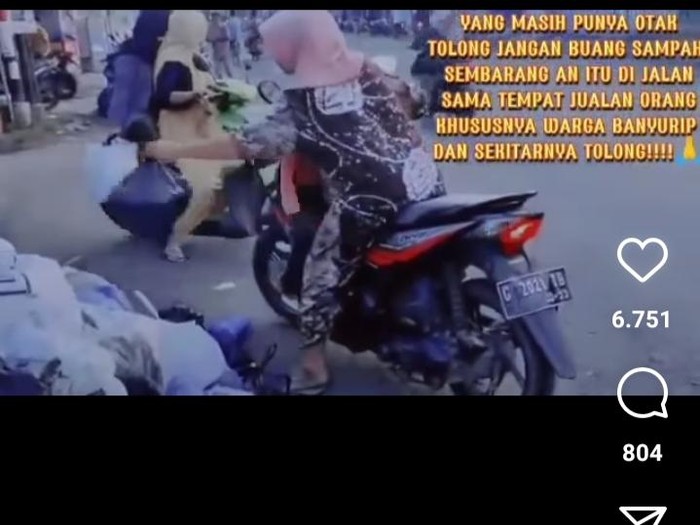 YANG MASIH PUNYA OTAK
TOLONG JANGAN BUANG SAMPAH
SEMBARANG AN ITU DI JALAN
SAMA TEMPAT JUALAN ORANG
KHUSUSNYA WARGA BANYURIP
DAN SEKITARNYA TOLONG!!!! 🙏
6.751
804